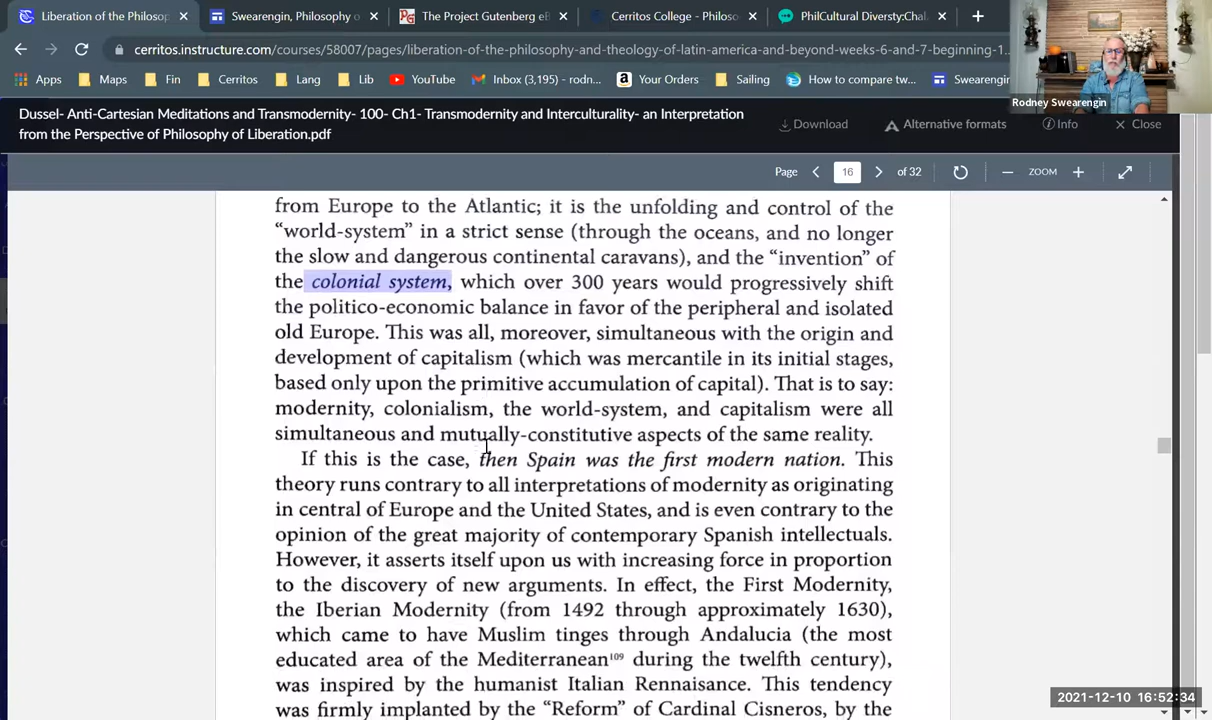 Liberation of the Philosop
Swearengin, Philosophy o
The Project Gutenberg eB
Cerritos College - Philoso
PhilCultural Diversty:Chal
cerritos.instructure.com/courses/58007/pages/liberation-of-the-philosophy-and-theology-of-latin-america-and-beyond-weeks-6-and-7-beginning-1...
Apps Maps Fin Cerritos Lang Lib YouTube Inbox (3,195) - rodn... Your Orders Sailing How to compare tw... Swearengin
Rodney Swearengin
Dussel- Anti-Cartesian Meditations and Transmodernity- 100- Ch1- Transmodernity and Interculturality- an Interpretation
from the Perspective of Philosophy of Liberation.pdf
Download Alternative formats Info Close
Page 16 of 32 ZOOM
from Europe to the Atlantic; it is the unfolding and control of the
“world-system” in a strict sense (through the oceans, and no longer
the slow and dangerous continental caravans), and the “invention” of
the colonial system, which over 300 years would progressively shift
the politico-economic balance in favor of the peripheral and isolated
old Europe. This was all, moreover, simultaneous with the origin and
development of capitalism (which was mercantile in its initial stages,
based only upon the primitive accumulation of capital). That is to say:
modernity, colonialism, the world-system, and capitalism were all
simultaneous and mutually-constitutive aspects of the same reality.
If this is the case, then Spain was the first modern nation. This
theory runs contrary to all interpretations of modernity as originating
in central of Europe and the United States, and is even contrary to the
opinion of the great majority of contemporary Spanish intellectuals.
However, it asserts itself upon us with increasing force in proportion
to the discovery of new arguments. In effect, the First Modernity,
the Iberian Modernity (from 1492 through approximately 1630),
which came to have Muslim tinges through Andalucia (the most
educated area of the Mediterranean¹⁰⁹ during the twelfth century),
was inspired by the humanist Italian Rennaisance. This tendency
was firmly implanted by the “Reform” of Cardinal Cisneros, by the
2021-12-10 16:52:34